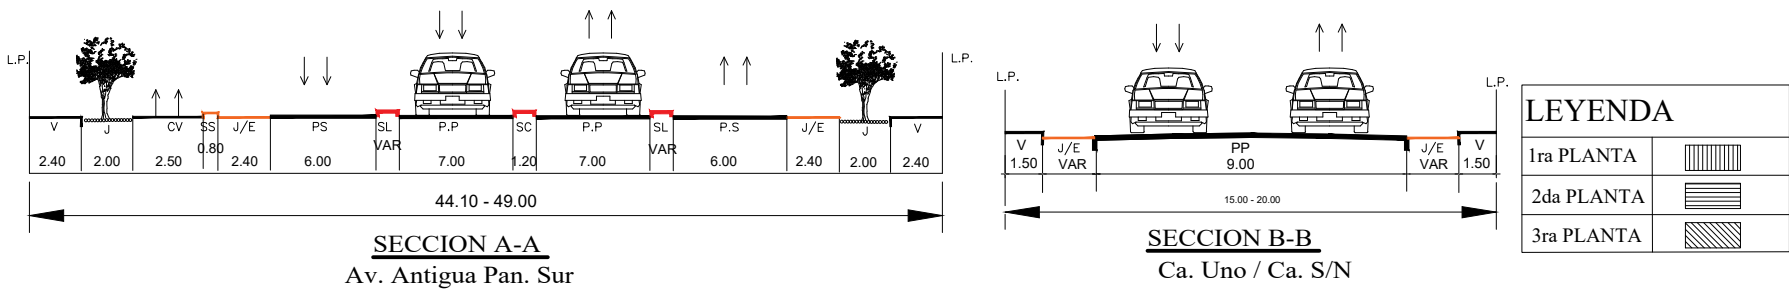 L.P.
L.P.
V J CV SS J/E PS SL P.P SC P.P SL P.S J/E J V
2.40 2.00 2.50 0.80 2.40 6.00 VAR 7.00 1.20 7.00 VAR 6.00 2.40 2.00 2.40
44.10 - 49.00
SECCION A-A
Av. Antigua Pan. Sur
L.P.
L.P.
V J/E PP J/E V
1.50 VAR 9.00 VAR 1.50
15.00 - 20.00
SECCION B-B
Ca. Uno / Ca. S/N
LEYENDA
1ra PLANTA
2da PLANTA
3ra PLANTA